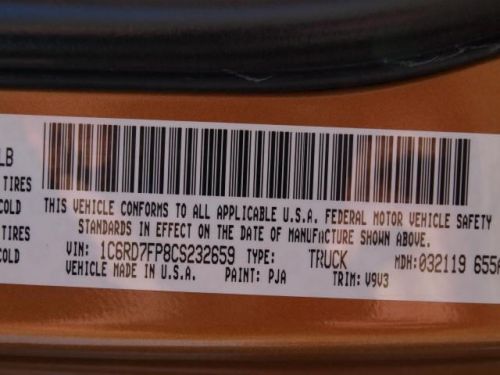 LB
TIRES
COLD
TIRES
COLD
THIS VEHICLE CONFORMS TO ALL APPLICABLE U.S.A. FEDERAL MOTOR VEHICLE SAFETY
STANDARDS IN EFFECT ON THE DATE OF MANUFACTURE SHOWN ABOVE.
VIN: 1C6RD7FP8CS232659 TYPE: TRUCK MDH: 032119 655A
VEHICLE MADE IN U.S.A. PAINT: PJA TRIM: V9V3